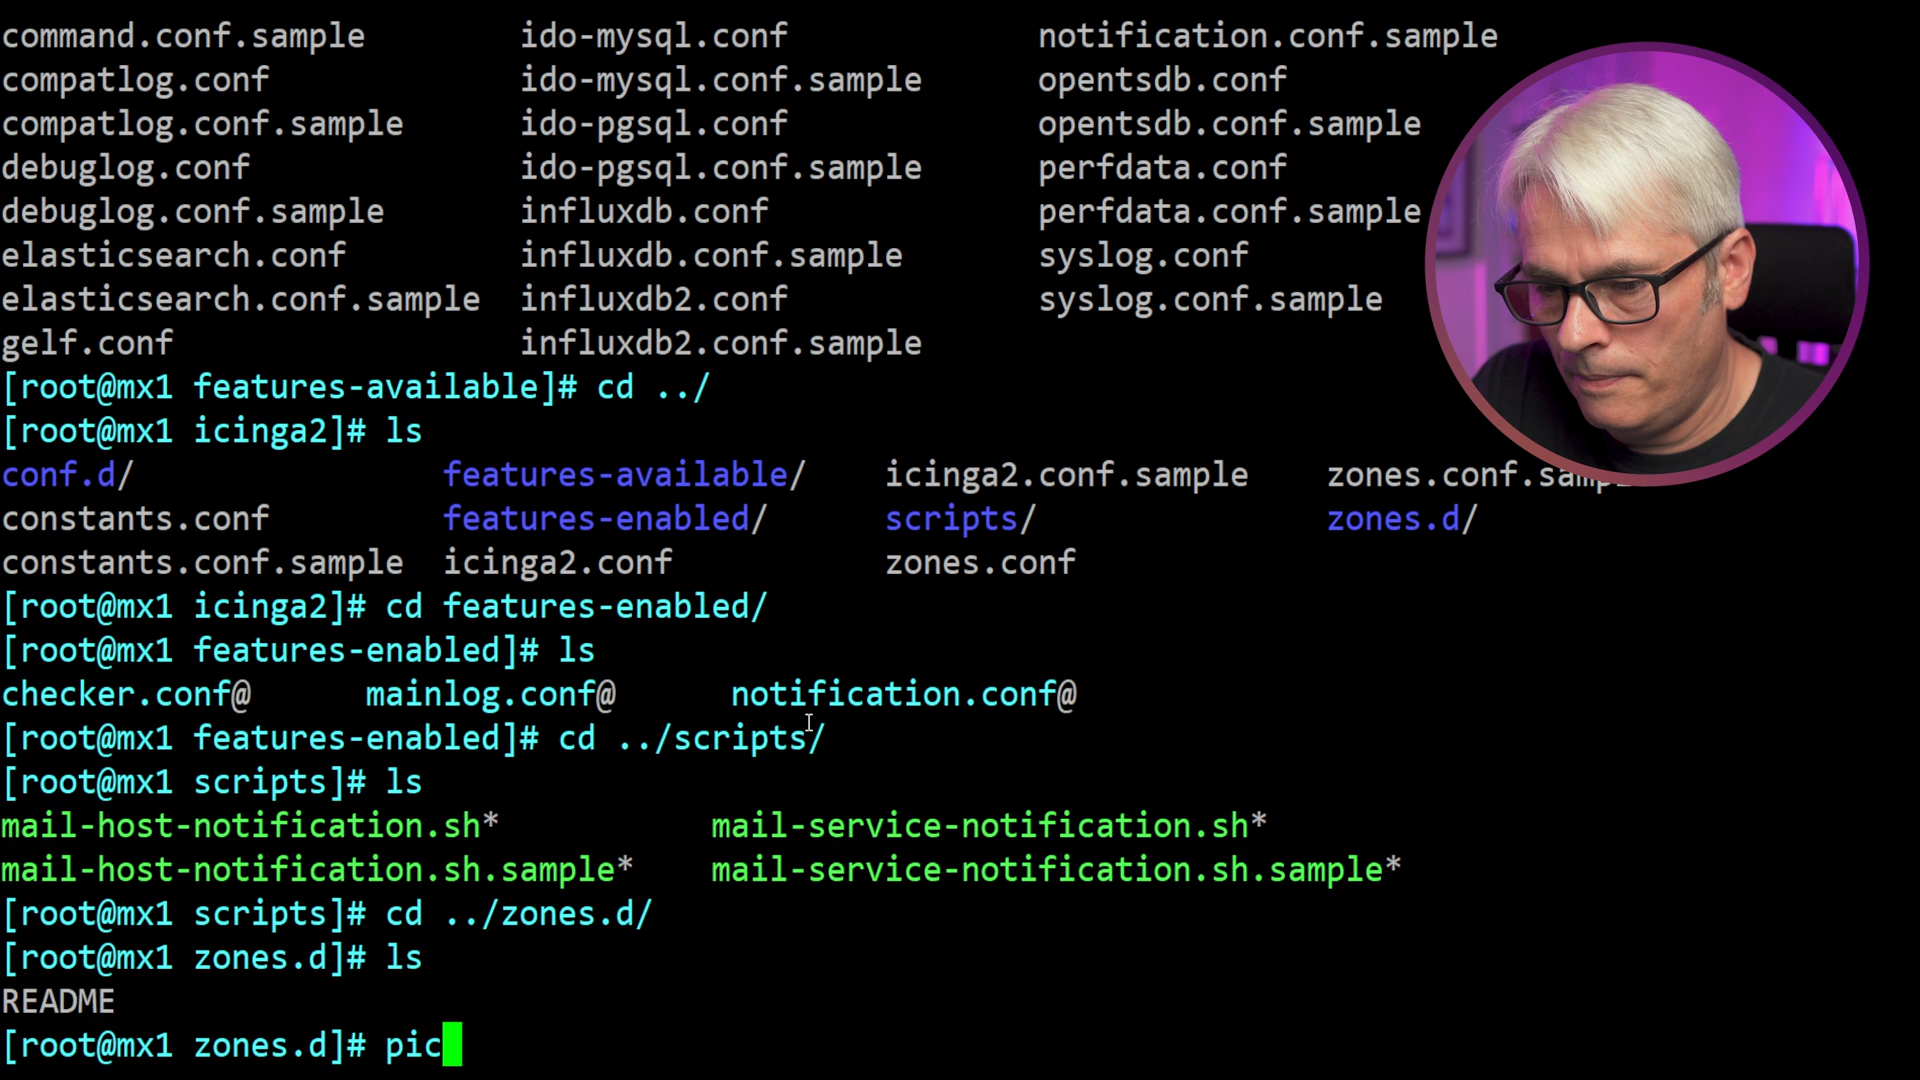 command.conf.sample ido-mysql.conf notification.conf.sample
compatlog.conf ido-mysql.conf.sample opentsdb.conf
compatlog.conf.sample ido-pgsql.conf opentsdb.conf.sample
debuglog.conf ido-pgsql.conf.sample perfdata.conf
debuglog.conf.sample influxdb.conf perfdata.conf.sample
elasticsearch.conf influxdb.conf.sample syslog.conf
elasticsearch.conf.sample influxdb2.conf syslog.conf.sample
gelf.conf influxdb2.conf.sample
[root@mx1 features-available]# cd ../
[root@mx1 icinga2]# ls
conf.d/ features-available/ icinga2.conf.sample zones.conf.sample
constants.conf features-enabled/ scripts/ zones.d/
constants.conf.sample icinga2.conf zones.conf
[root@mx1 icinga2]# cd features-enabled/
[root@mx1 features-enabled]# ls
checker.conf@ mainlog.conf@ notification.conf@
[root@mx1 features-enabled]# cd ../scripts/
[root@mx1 scripts]# ls
mail-host-notification.sh* mail-service-notification.sh*
mail-host-notification.sh.sample* mail-service-notification.sh.sample*
[root@mx1 scripts]# cd ../zones.d/
[root@mx1 zones.d]# ls
README
[root@mx1 zones.d]# pic